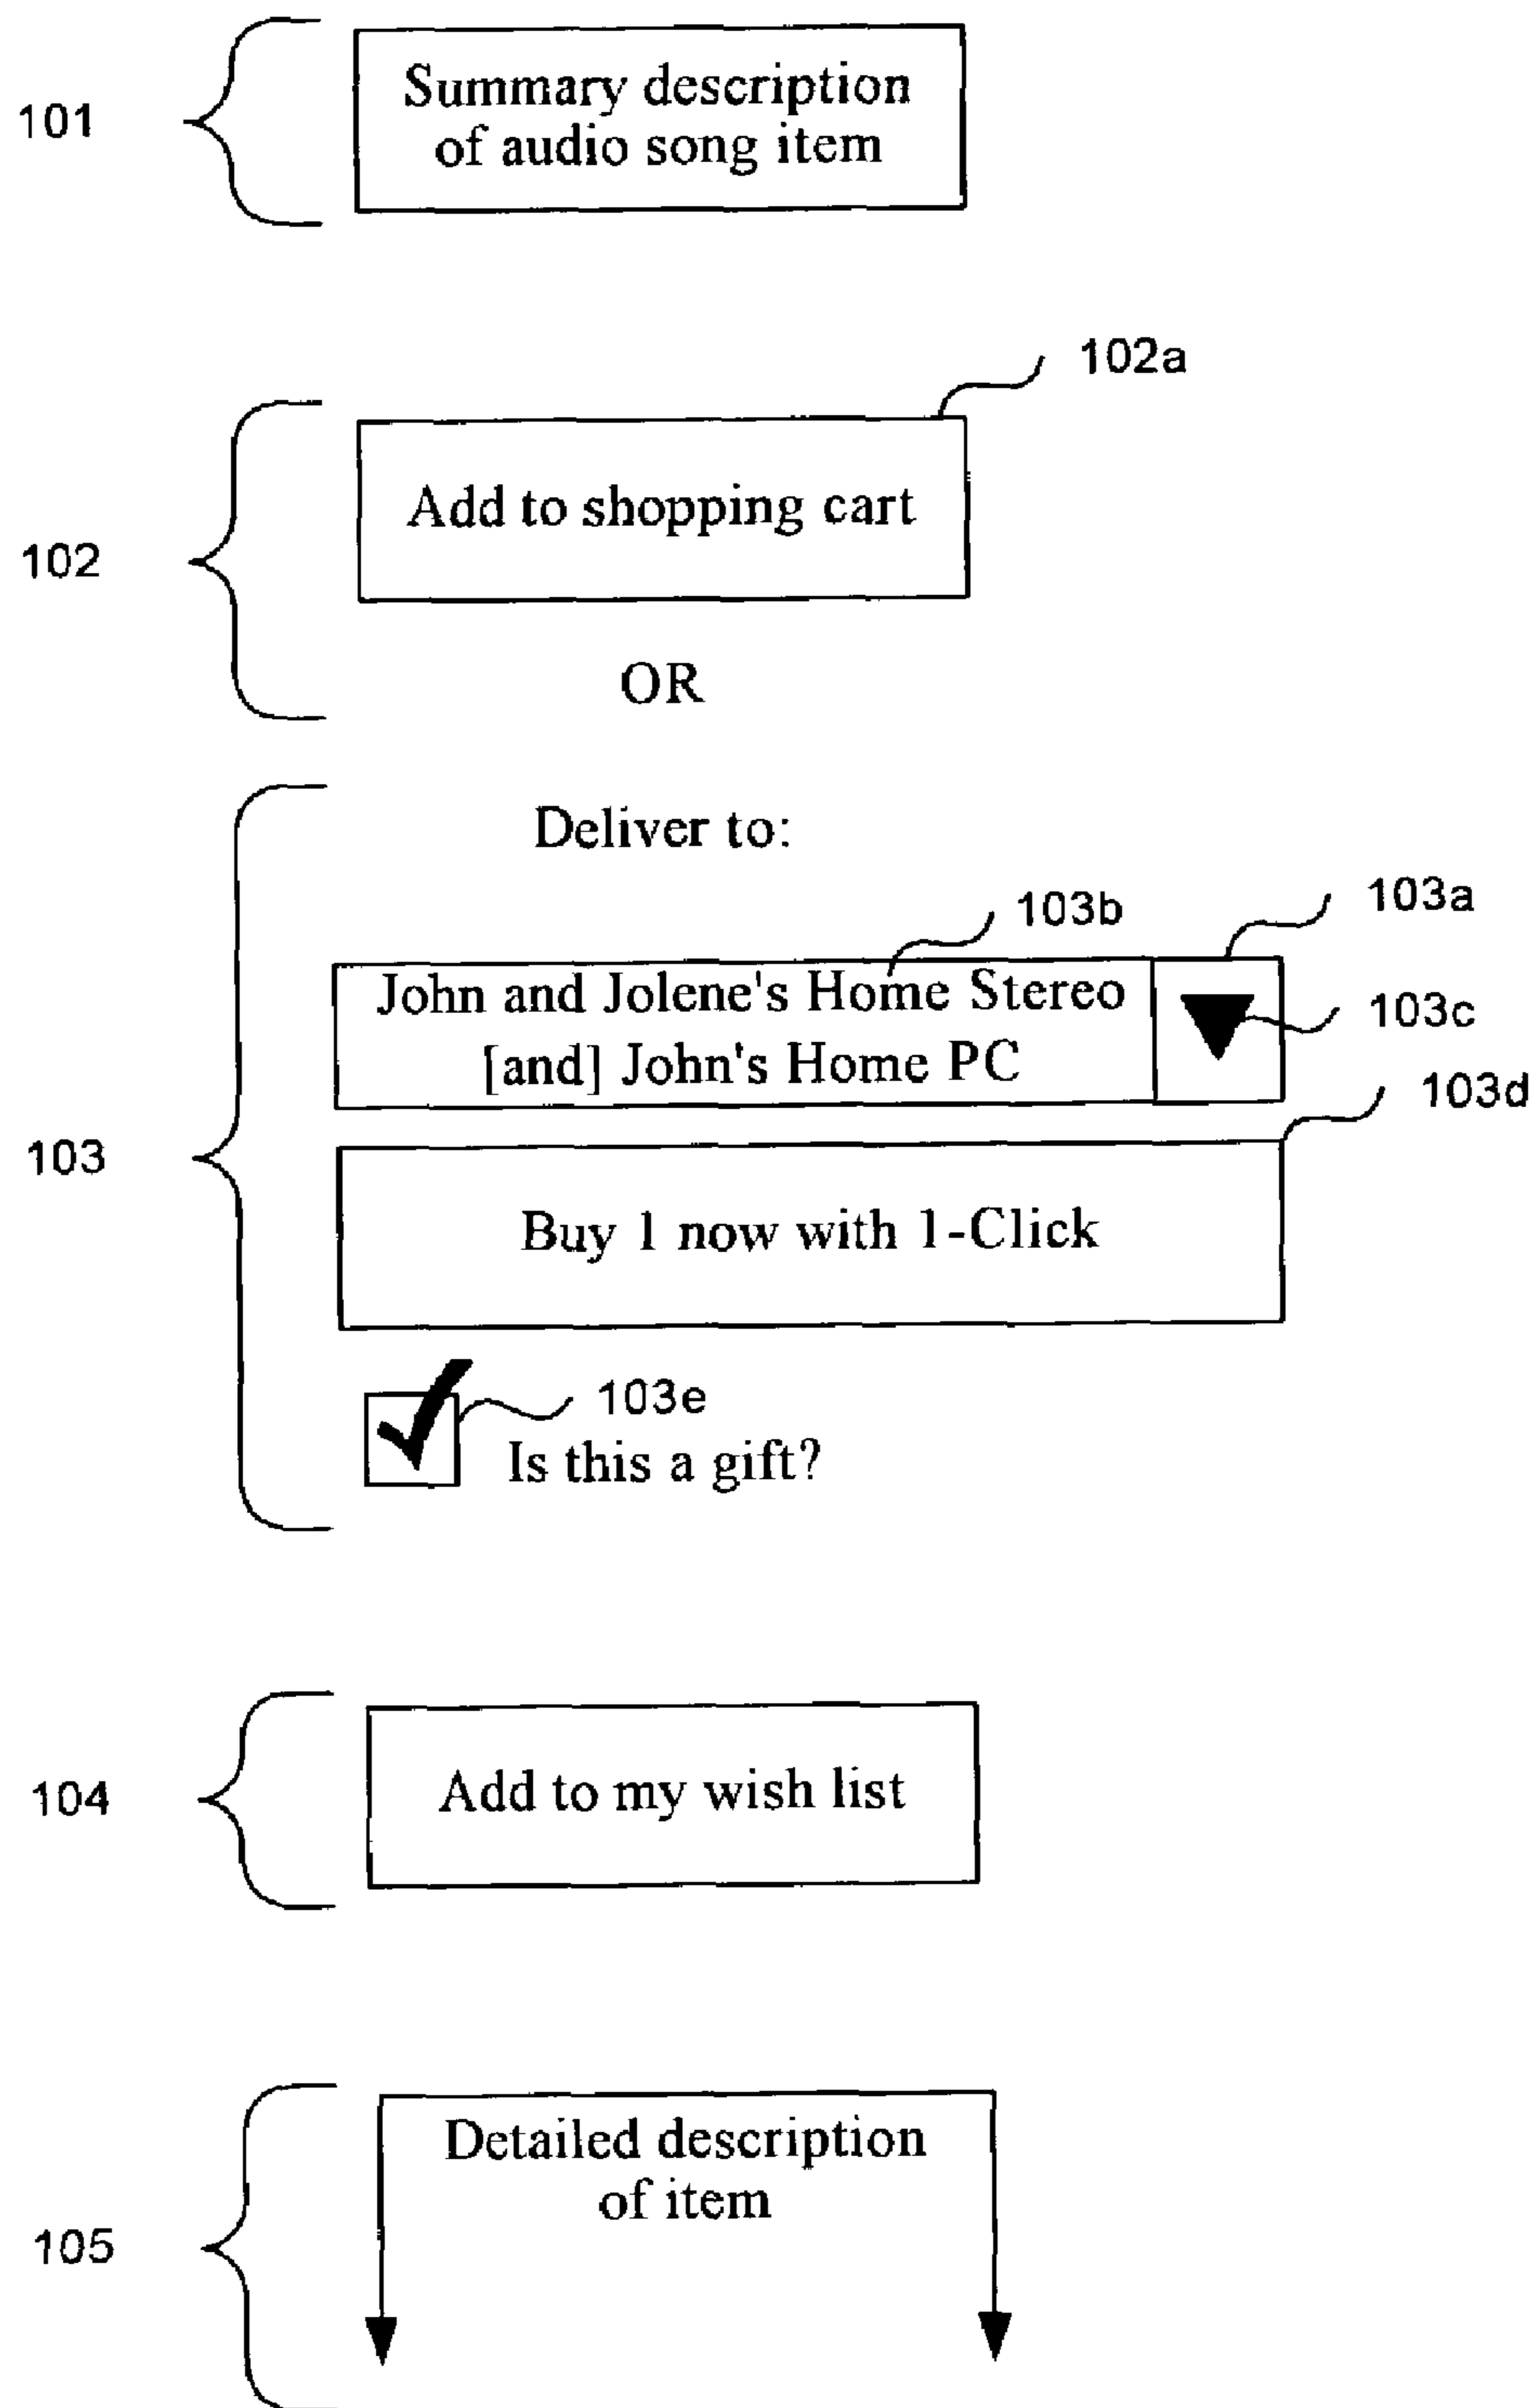 101
Summary description
of audio song item
102a
102
Add to shopping cart
OR
Deliver to:
103b
103a
John and Jolene's Home Stereo
[and] John's Home PC
103c
103d
103
Buy 1 now with 1-Click
103e
Is this a gift?
104
Add to my wish list
105
Detailed description
of item